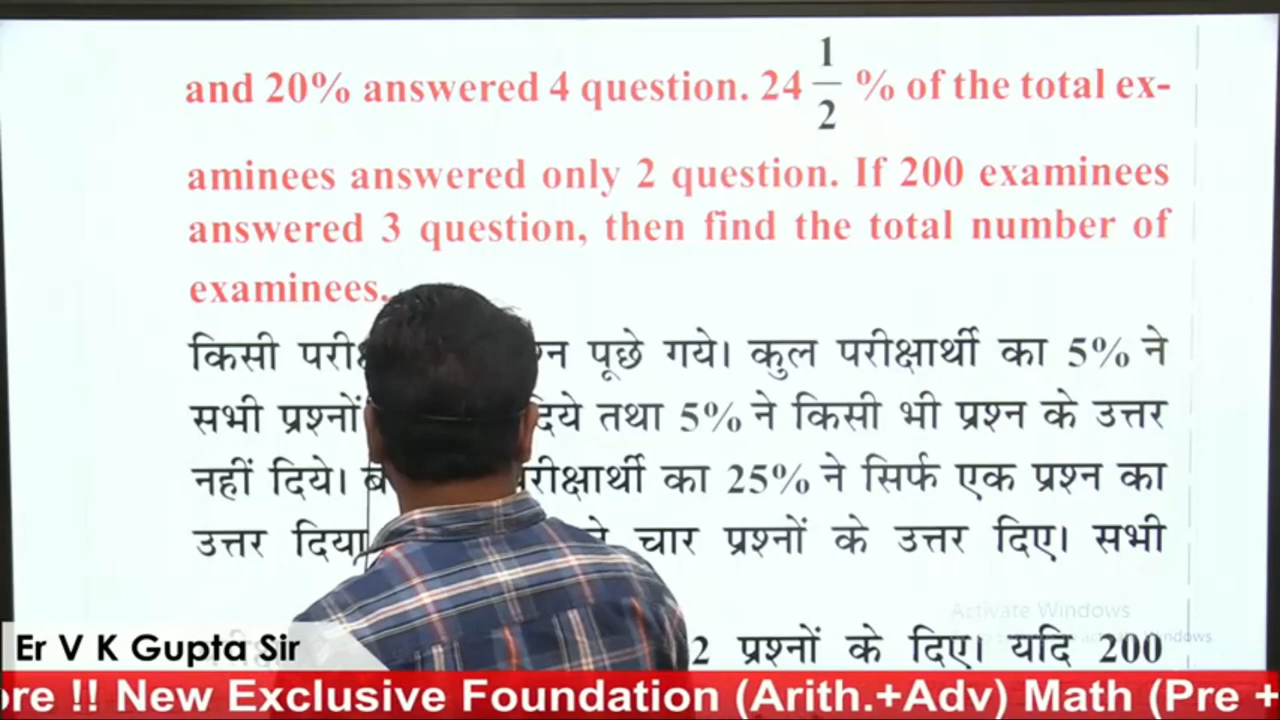 and 20% answered 4 question. 24 1/2 % of the total ex-
aminees answered only 2 question. If 200 examinees
answered 3 question, then find the total number of
examinees.
किसी पूछे गये। कुल परीक्षार्थी का 5% ने
सभी प्रश्नों दिये तथा 5% ने किसी भी प्रश्न के उत्तर
नहीं दिये। परीक्षार्थी का 25% ने सिर्फ एक प्रश्न का
उत्तर दिया चार प्रश्नों के उत्तर दिए। सभी
Activate Windows
2 प्रश्नों के दिए। यदि 200
Er V K Gupta Sir
!! New Exclusive Foundation (Arith.+Adv) Math (Pre +